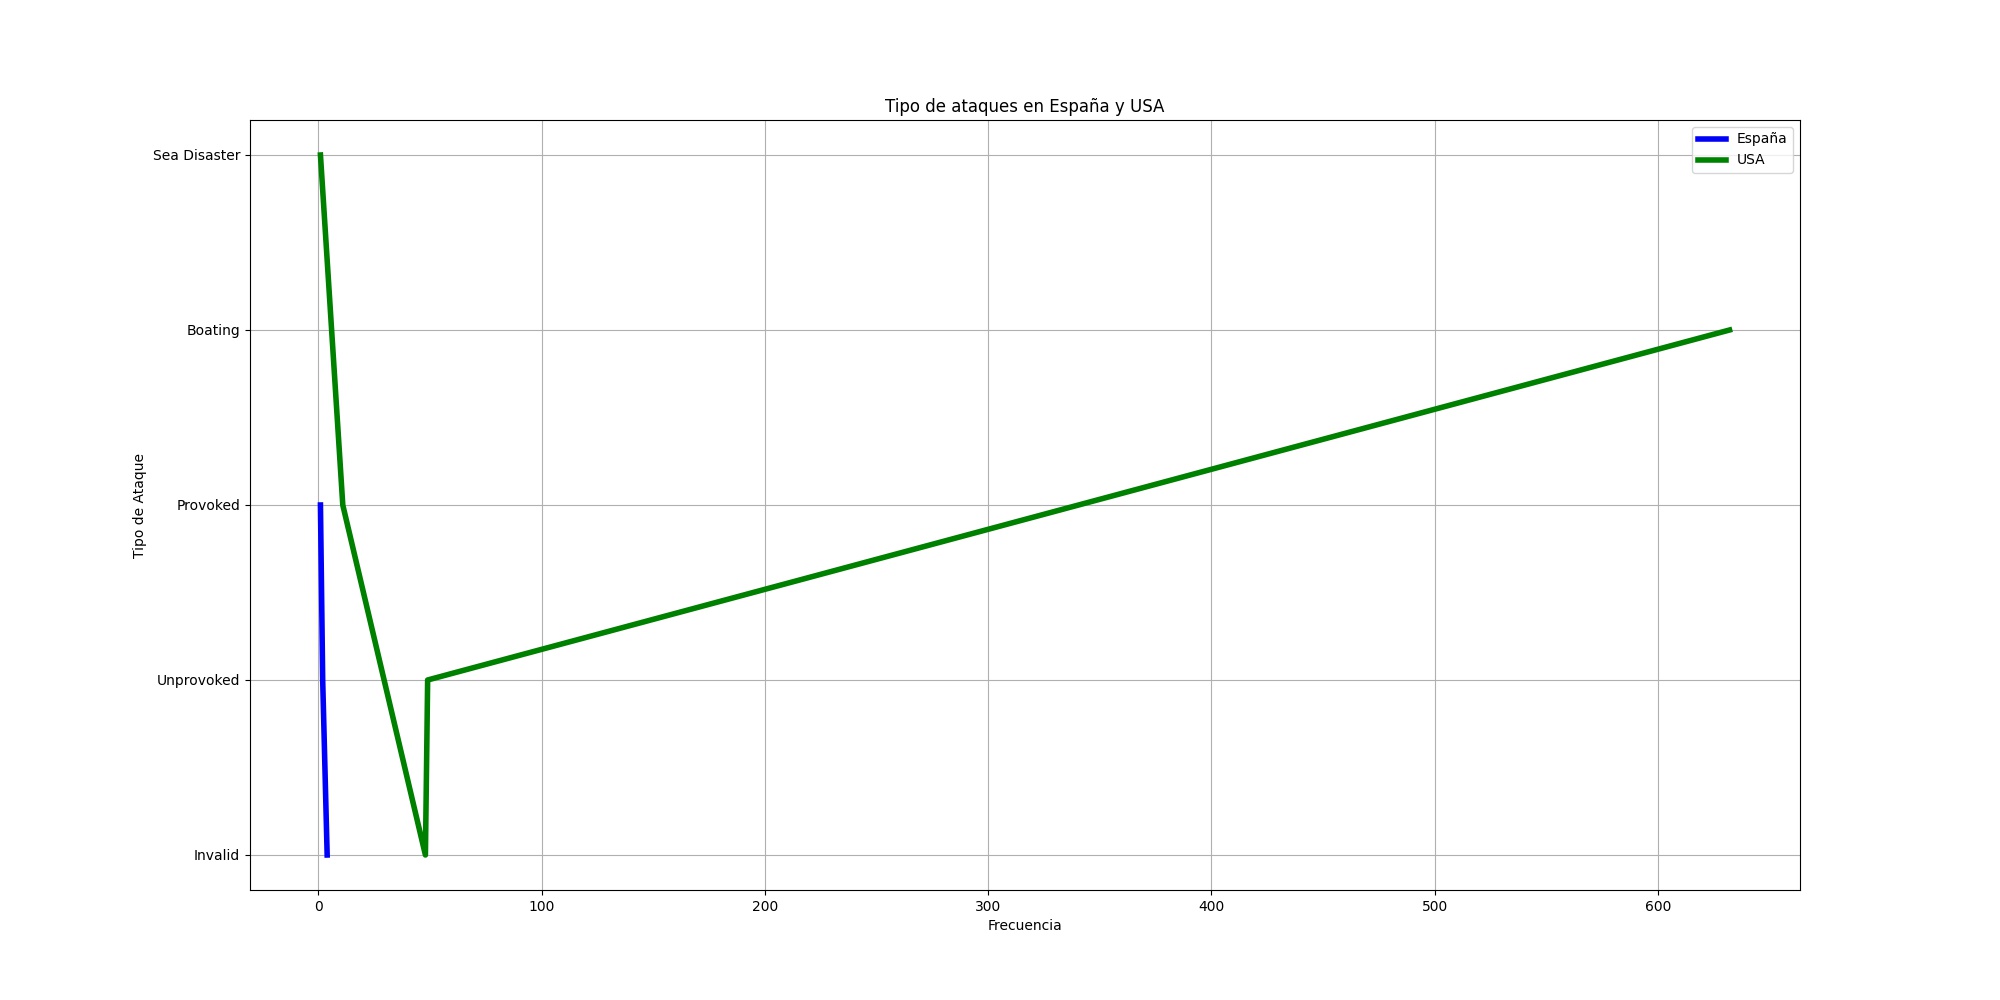 Tipo de ataques en España y USA
España
USA
Sea Disaster
Boating
Provoked
Unprovoked
Invalid
Tipo de Ataque
0 100 200 300 400 500 600
Frecuencia